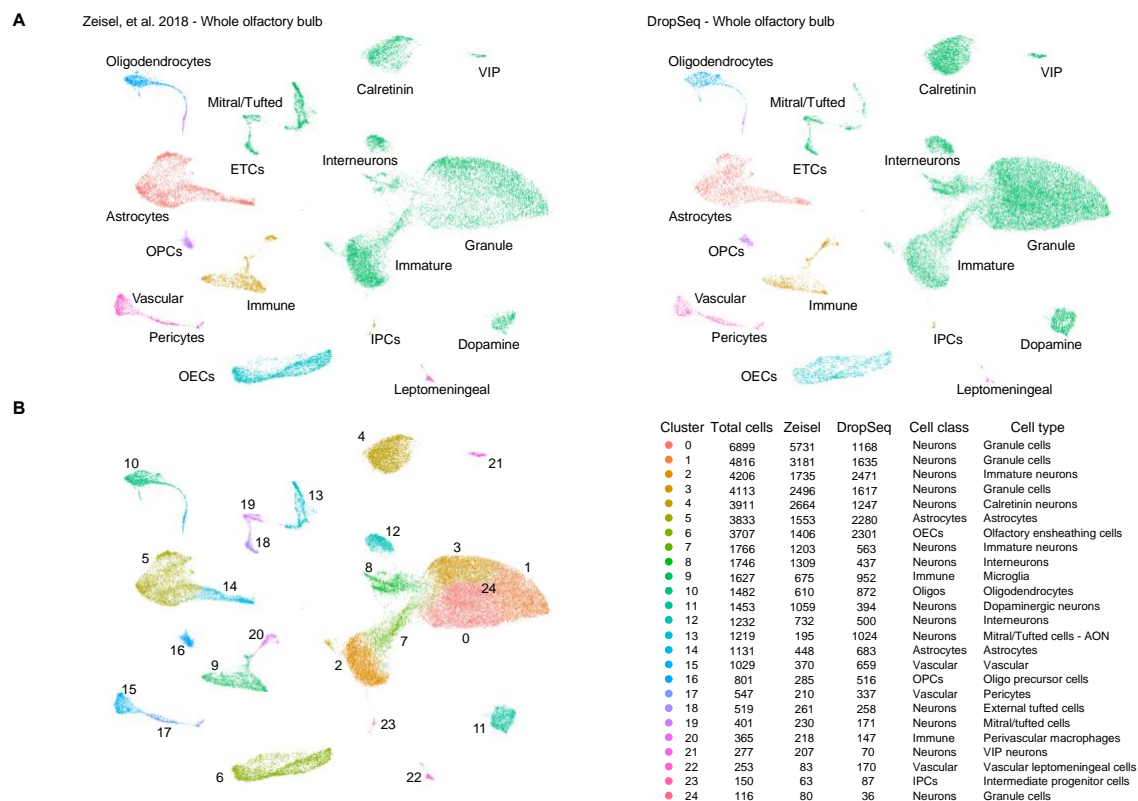 A
Zeisel, et al. 2018 - Whole olfactory bulb
Oligodendrocytes
Mitral/Tufted
ETCs
Calretinin
VIP
Interneurons
Astrocytes
OPCs
Granule
Immature
Immune
Vascular
Pericytes
IPCs
Dopamine
OECs
Leptomeningeal
DropSeq - Whole olfactory bulb
Oligodendrocytes
Mitral/Tufted
ETCs
Calretinin
VIP
Interneurons
Astrocytes
OPCs
Granule
Immature
Immune
Vascular
Pericytes
IPCs
Dopamine
OECs
Leptomeningeal
B
4
21
10
19
13
18
12
5
3
1
8
24
14
0
7
20
16
9
2
15
17
23
11
6
22
Cluster Total cells Zeisel DropSeq Cell class Cell type
0 6899 5731 1168 Neurons Granule cells
1 4816 3181 1635 Neurons Granule cells
2 4206 1735 2471 Neurons Immature neurons
3 4113 2496 1617 Neurons Granule cells
4 3911 2664 1247 Neurons Calretinin neurons
5 3833 1553 2280 Astrocytes Astrocytes
6 3707 1406 2301 OECs Olfactory ensheathing cells
7 1766 1203 563 Neurons Immature neurons
8 1746 1309 437 Neurons Interneurons
9 1627 675 952 Immune Microglia
10 1482 610 872 Oligos Oligodendrocytes
11 1453 1059 394 Neurons Dopaminergic neurons
12 1232 732 500 Neurons Interneurons
13 1219 195 1024 Neurons Mitral/Tufted cells - AON
14 1131 448 683 Astrocytes Astrocytes
15 1029 370 659 Vascular Vascular
16 801 285 516 OPCs Oligo precursor cells
17 547 210 337 Vascular Pericytes
18 519 261 258 Neurons External tufted cells
19 401 230 171 Neurons Mitral/tufted cells
20 365 218 147 Immune Perivascular macrophages
21 277 207 70 Neurons VIP neurons
22 253 83 170 Vascular Vascular leptomeningeal cells
23 150 63 87 IPCs Intermediate progenitor cells
24 116 80 36 Neurons Granule cells